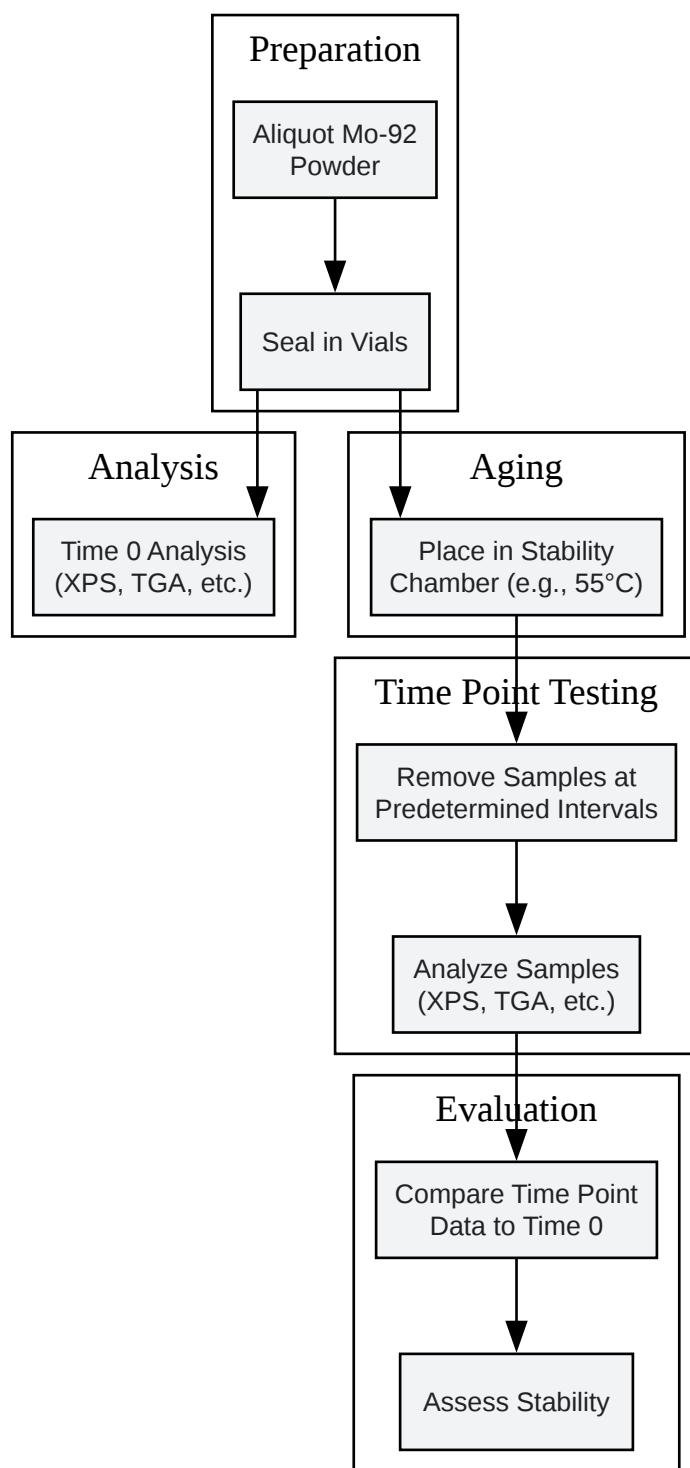 Preparation
Aliquot Mo-92
Powder
Seal in Vials
Analysis
Time 0 Analysis
(XPS, TGA, etc.)
Aging
Place in Stability
Chamber (e.g., 55°C)
Time Point Testing
Remove Samples at
Predetermined Intervals
Analyze Samples
(XPS, TGA, etc.)
Evaluation
Compare Time Point
Data to Time 0
Assess Stability